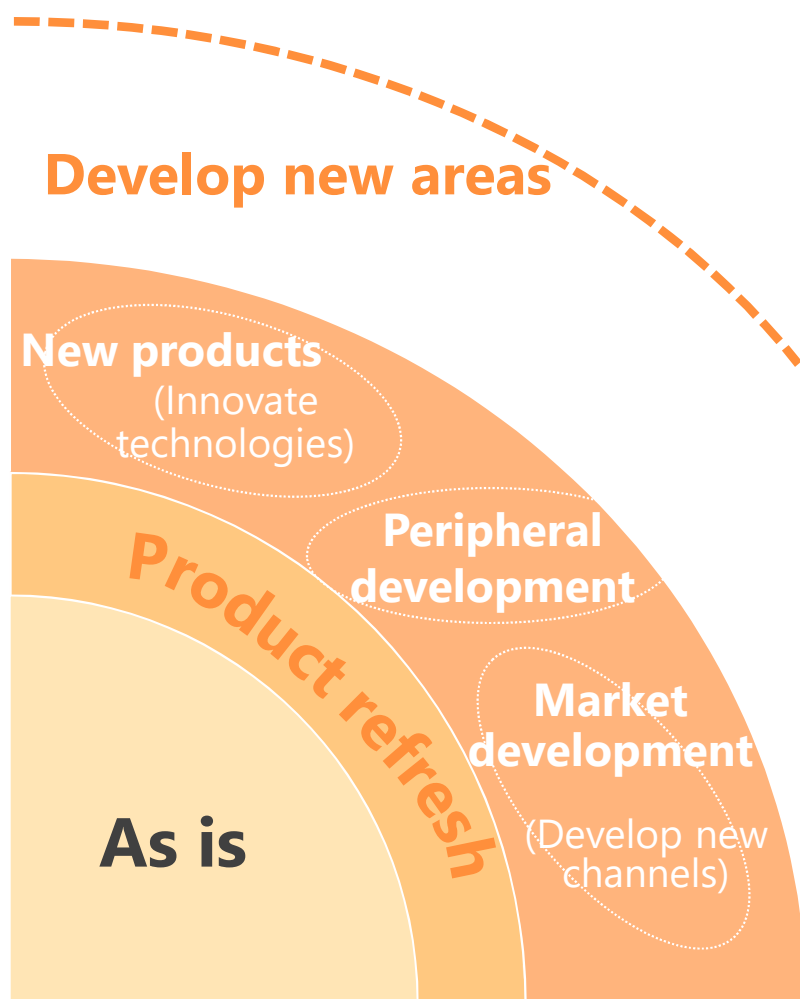 Develop new areas
New products
(Innovate
technologies)
Peripheral
development
Product refresh
Market
development
(Develop new
channels)
As is